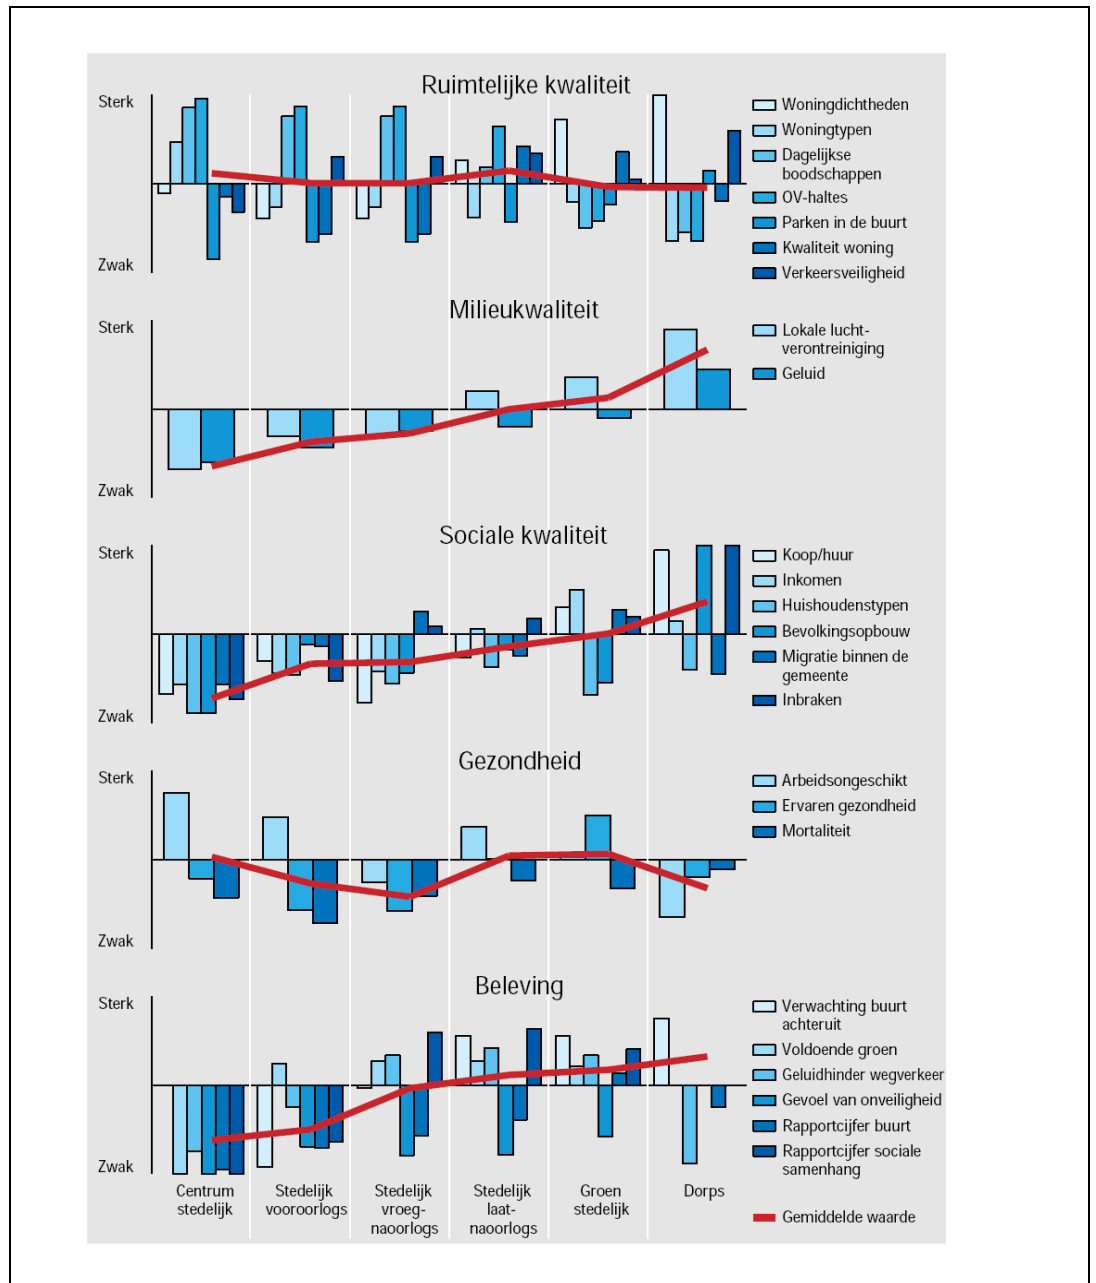 Ruimtelijke kwaliteit
Sterk
Zwak
Woningdichtheden
Woningtypen
Dagelijkse
boodschappen
OV-haltes
Parken in de buurt
Kwaliteit woning
Verkeersveiligheid
Milieukwaliteit
Sterk
Zwak
Lokale lucht-
verontreiniging
Geluid
Sociale kwaliteit
Sterk
Zwak
Koop/huur
Inkomen
Huishoudenstypen
Bevolkingsopbouw
Migratie binnen de
gemeente
Inbraken
Gezondheid
Sterk
Zwak
Arbeidsongeschikt
Ervaren gezondheid
Mortaliteit
Beleving
Sterk
Zwak
Verwachting buurt
achteruit
Voldoende groen
Geluidhinder wegverkeer
Gevoel van onveiligheid
Rapportcijfer buurt
Rapportcijfer sociale
samenhang
Centrum
stedelijk
Stedelijk
vooroorlogs
Stedelijk
vroeg-
naoorlogs
Stedelijk
laat-
naoorlogs
Groen
stedelijk
Dorps
Gemiddelde waarde